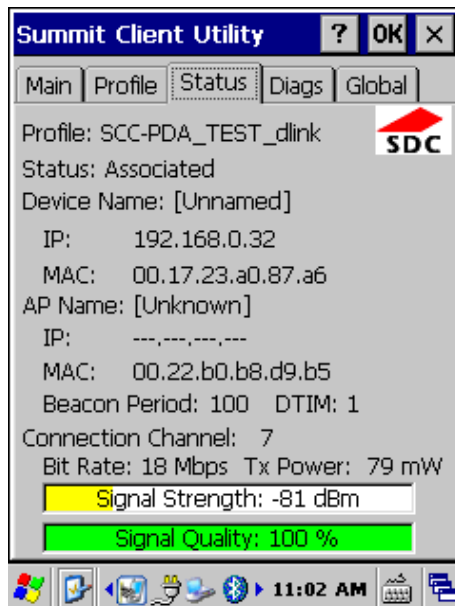 Summit Client Utility ? OK ×
Main Profile Status Diags Global
Profile: SCC-PDA_TEST_dlink
SDC
Status: Associated
Device Name: [Unnamed]
IP: 192.168.0.32
MAC: 00.17.23.a0.87.a6
AP Name: [Unknown]
IP: ---.---.---.---
MAC: 00.22.b0.b8.d9.b5
Beacon Period: 100 DTIM: 1
Connection Channel: 7
Bit Rate: 18 Mbps Tx Power: 79 mW
Signal Strength: -81 dBm
Signal Quality: 100 %
11:02 AM